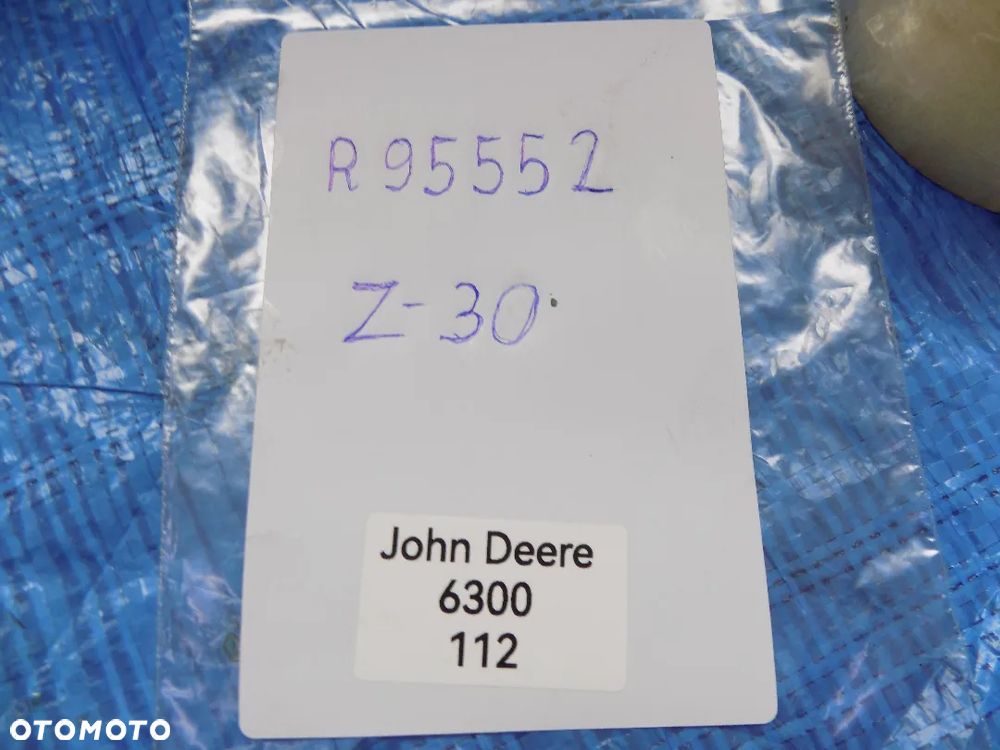 R95552
Z-30
John Deere
6300
112
OTOMOTO